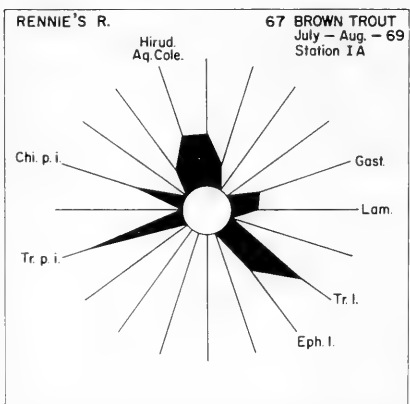 RENNIE'S R.
67 BROWN TROUT
July – Aug. – 69
Station I A
Hirud.
Aq. Cole.
Chi. p. i.
Gast.
Lam.
Tr. p. i.
Tr. l.
Eph. l.